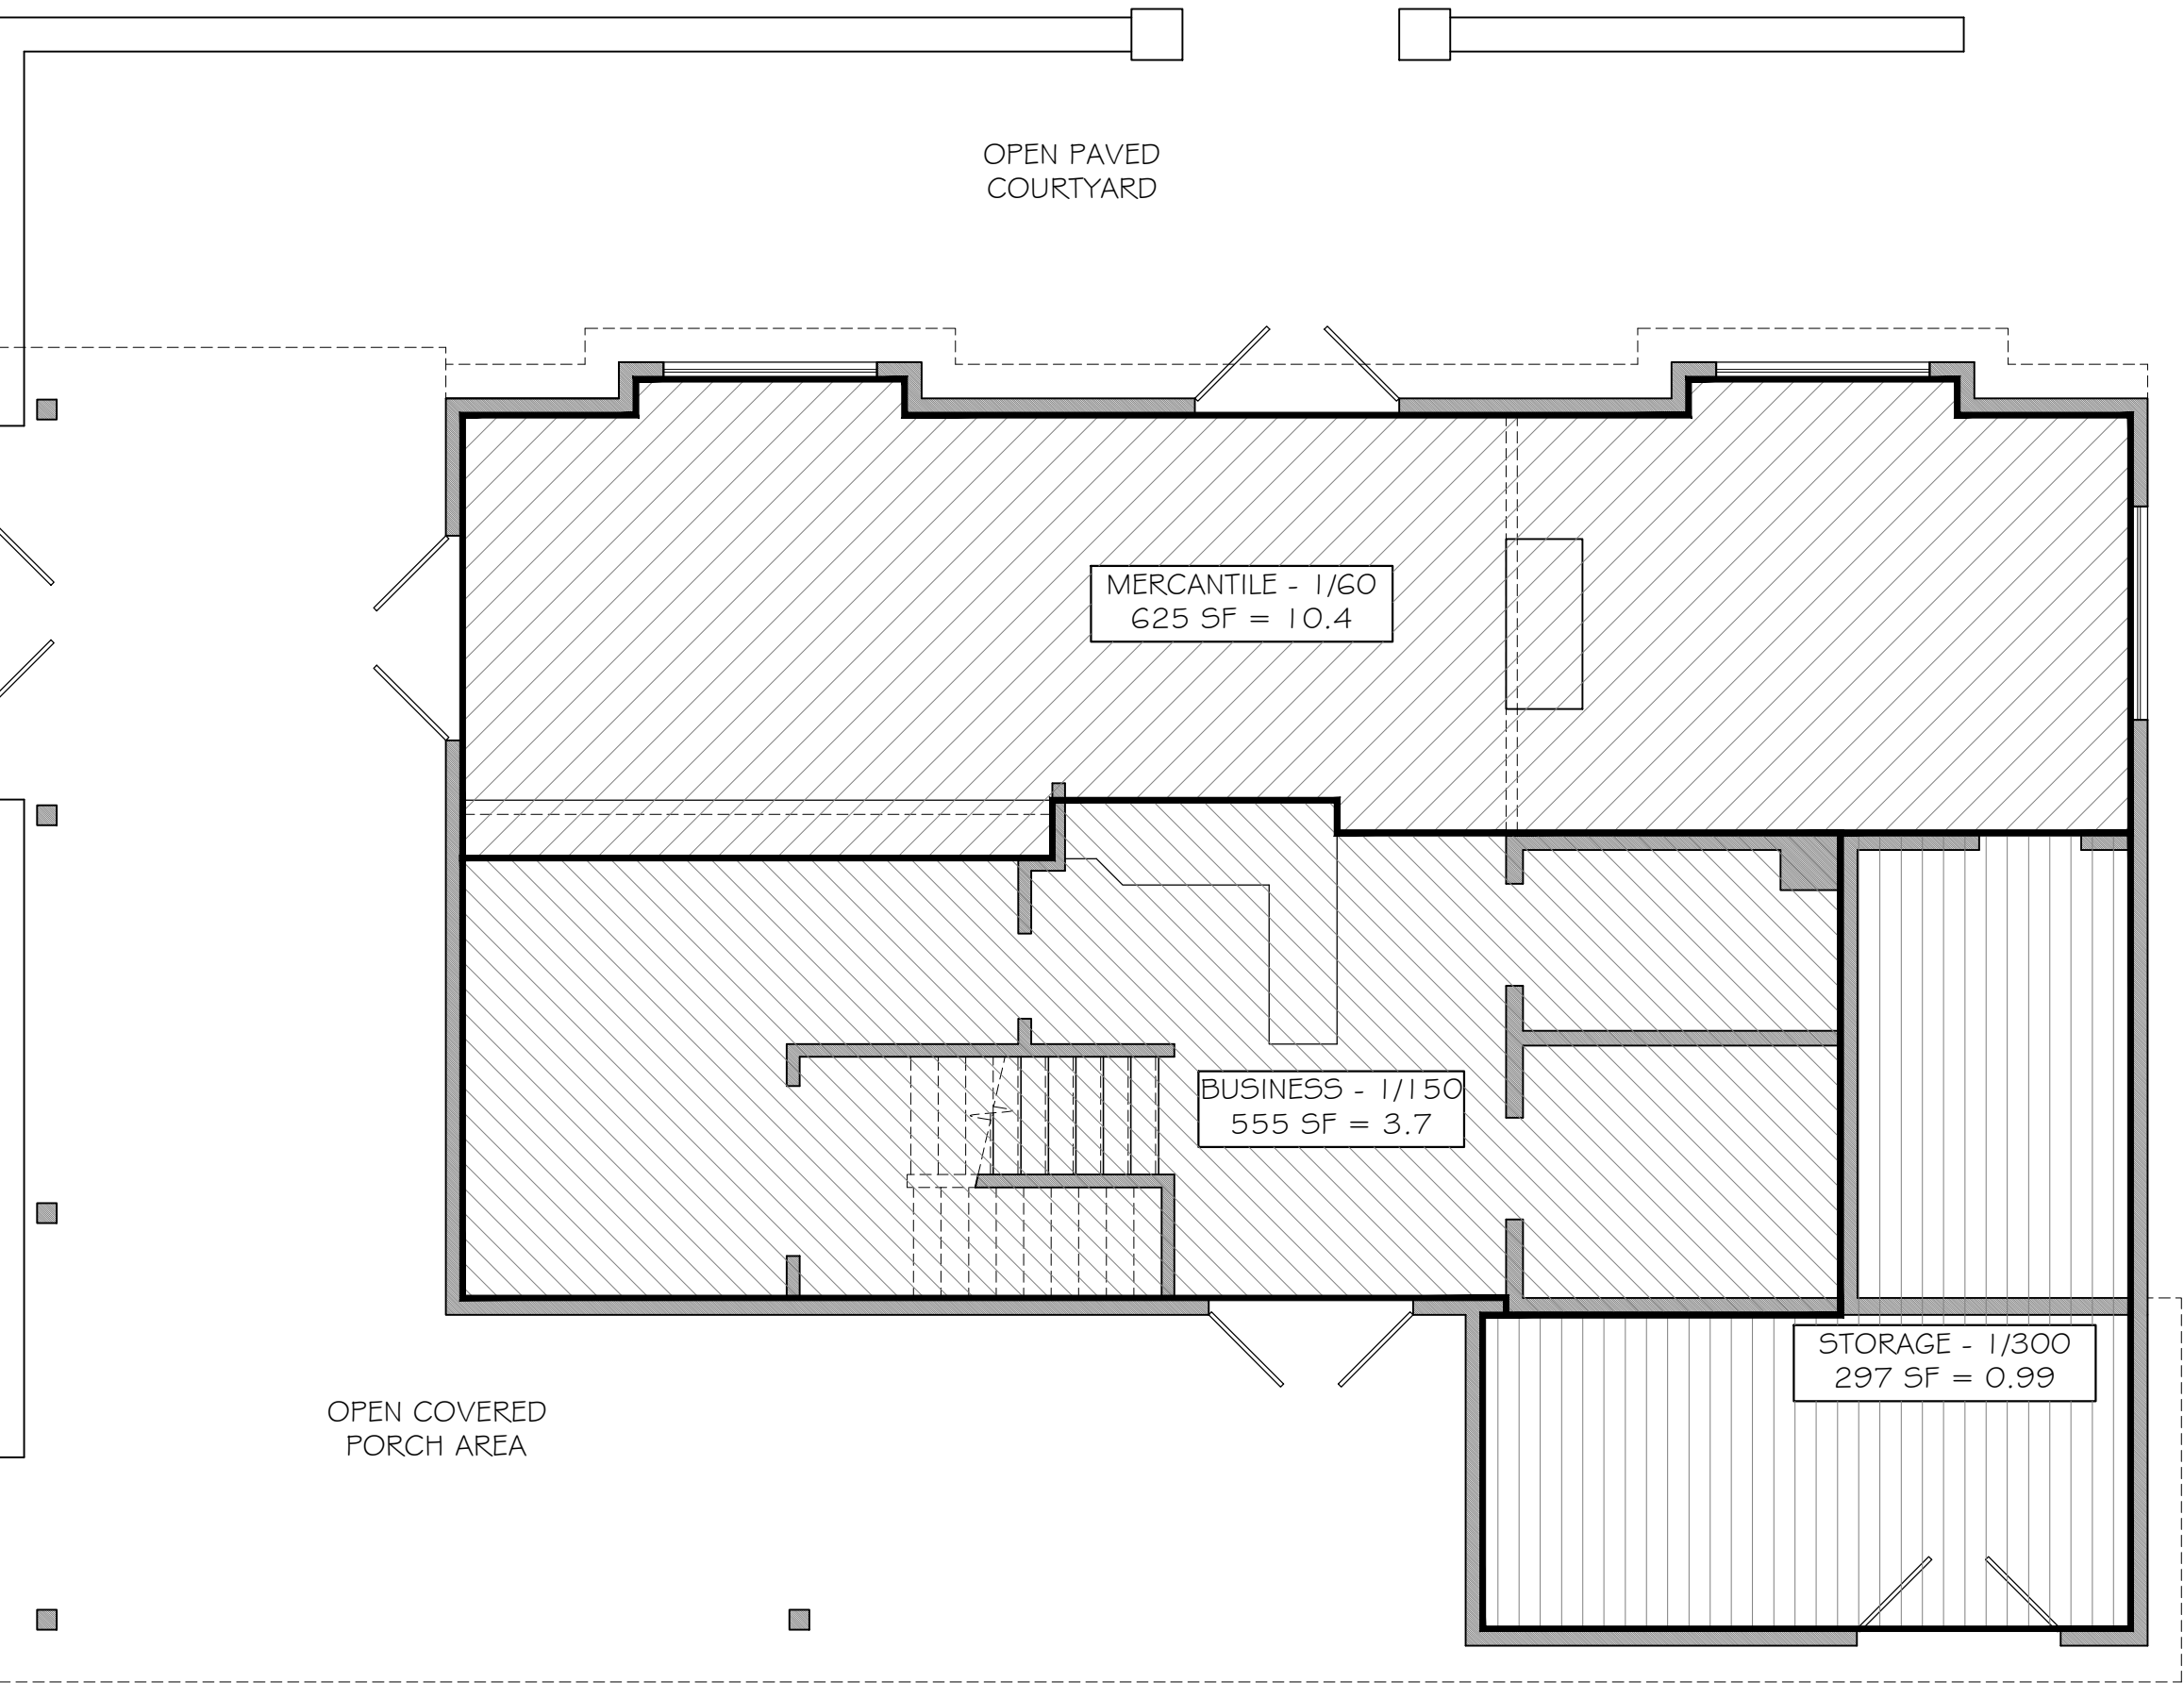 OPEN PAVED
COURTYARD
MERCANTILE - 1/60
625 SF = 10.4
BUSINESS - 1/150
555 SF = 3.7
STORAGE - 1/300
297 SF = 0.99
OPEN COVERED
PORCH AREA